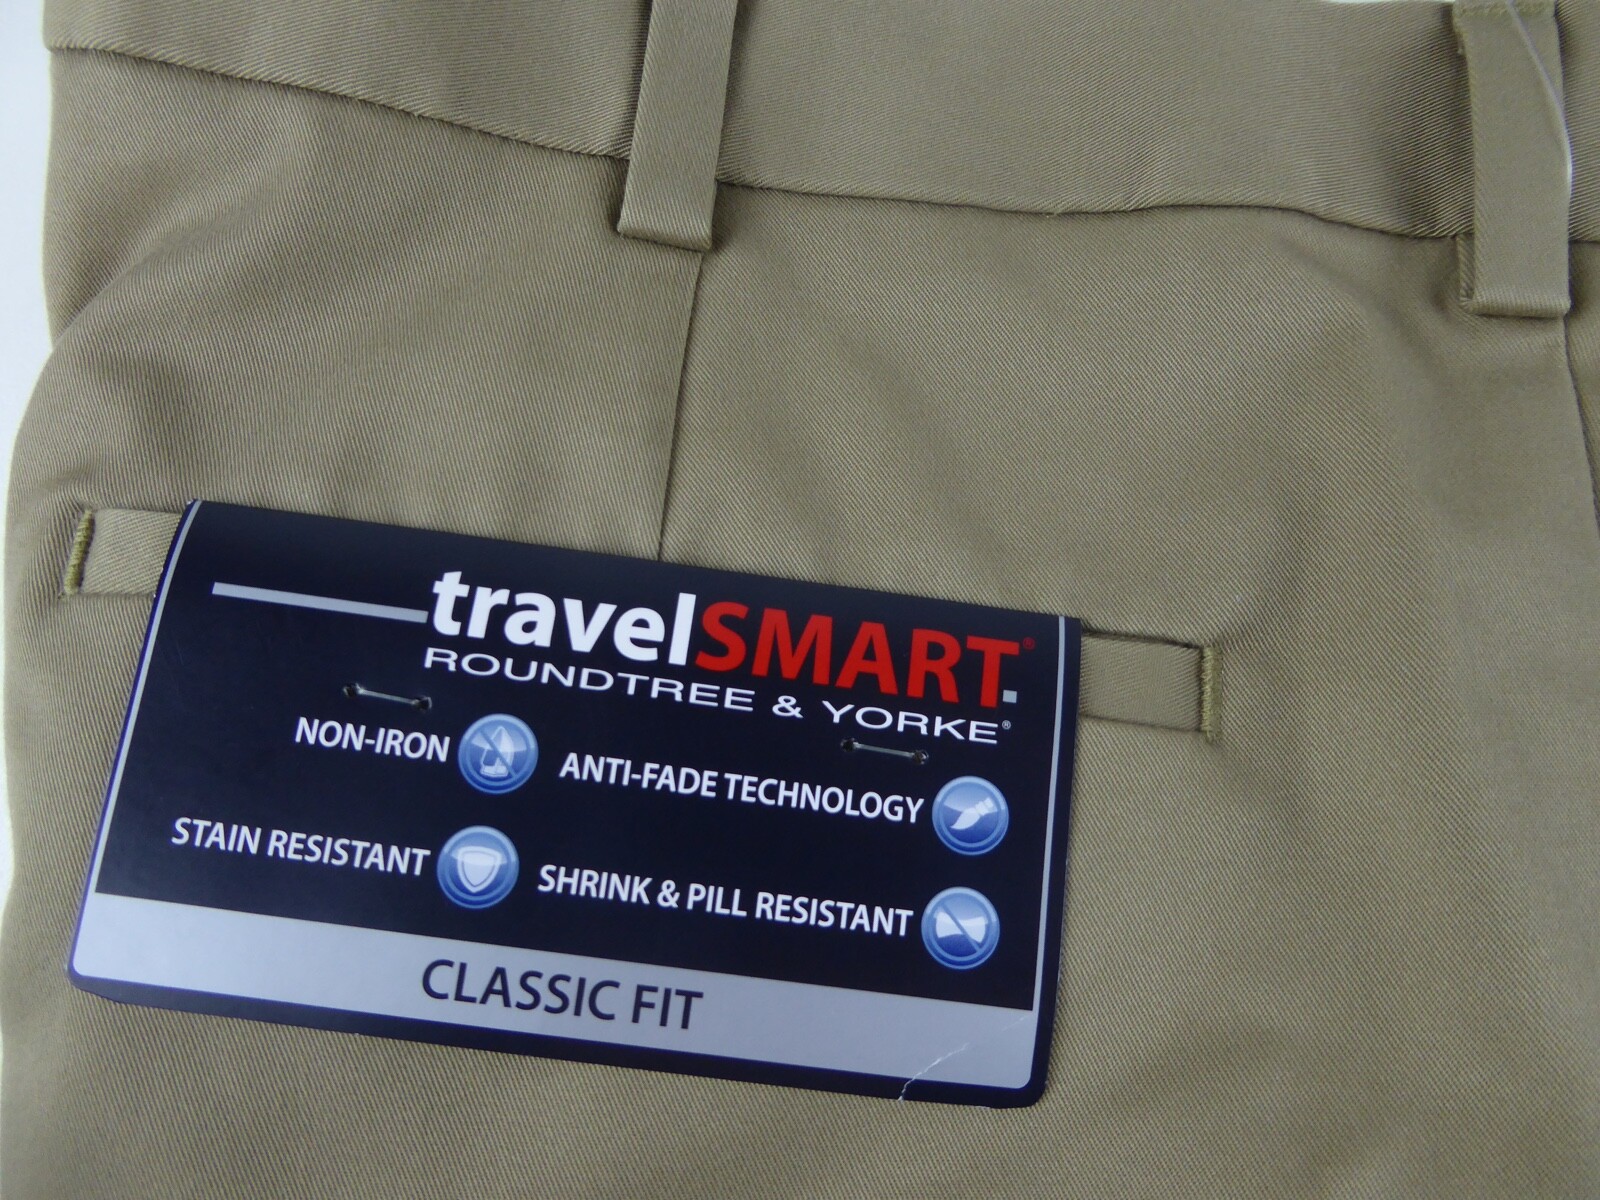 travelSMART®
ROUNDTREE & YORKE®
NON-IRON
ANTI-FADE TECHNOLOGY
STAIN RESISTANT
SHRINK & PILL RESISTANT
CLASSIC FIT